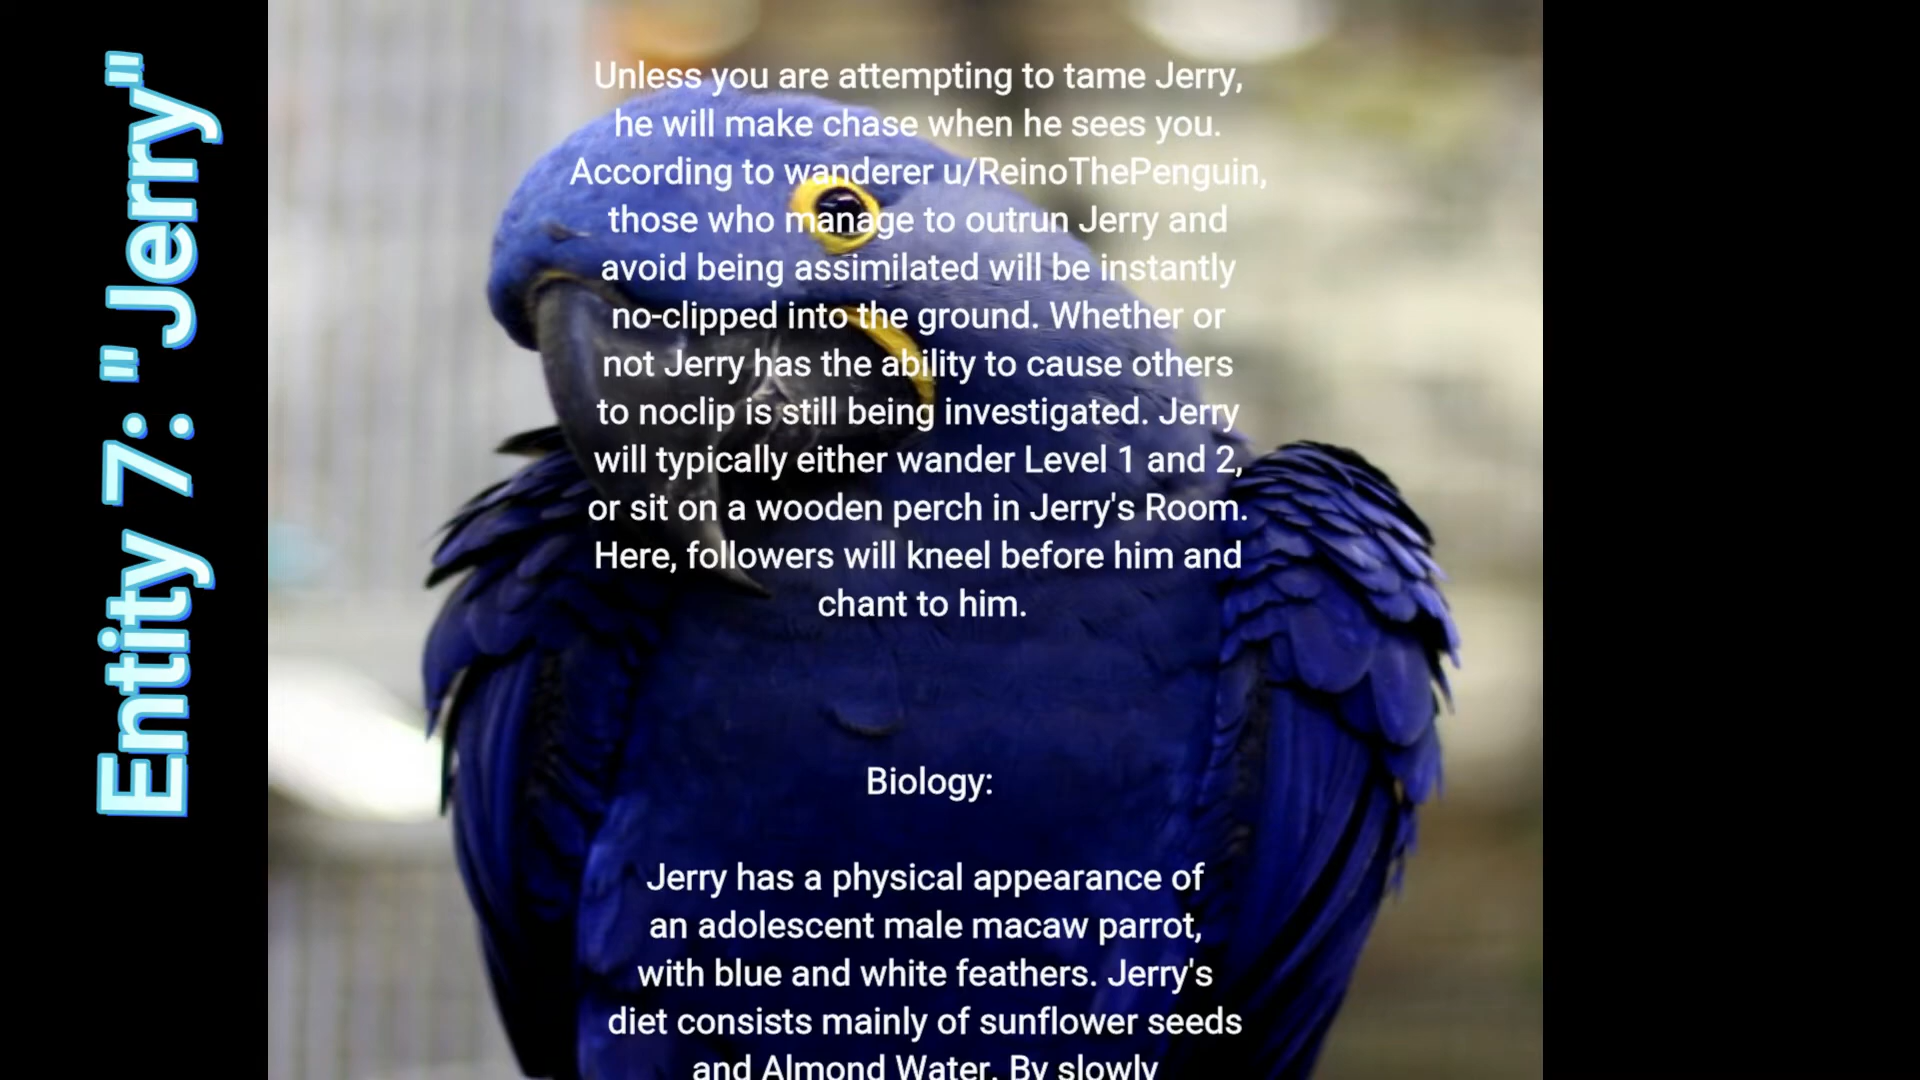 Entity 7: "Jerry"
Unless you are attempting to tame Jerry,
he will make chase when he sees you.
According to wanderer u/ReinoThePenguin,
those who manage to outrun Jerry and
avoid being assimilated will be instantly
no-clipped into the ground. Whether or
not Jerry has the ability to cause others
to noclip is still being investigated. Jerry
will typically either wander Level 1 and 2,
or sit on a wooden perch in Jerry's Room.
Here, followers will kneel before him and
chant to him.
Biology:
Jerry has a physical appearance of
an adolescent male macaw parrot,
with blue and white feathers. Jerry's
diet consists mainly of sunflower seeds
and Almond Water. By slowly